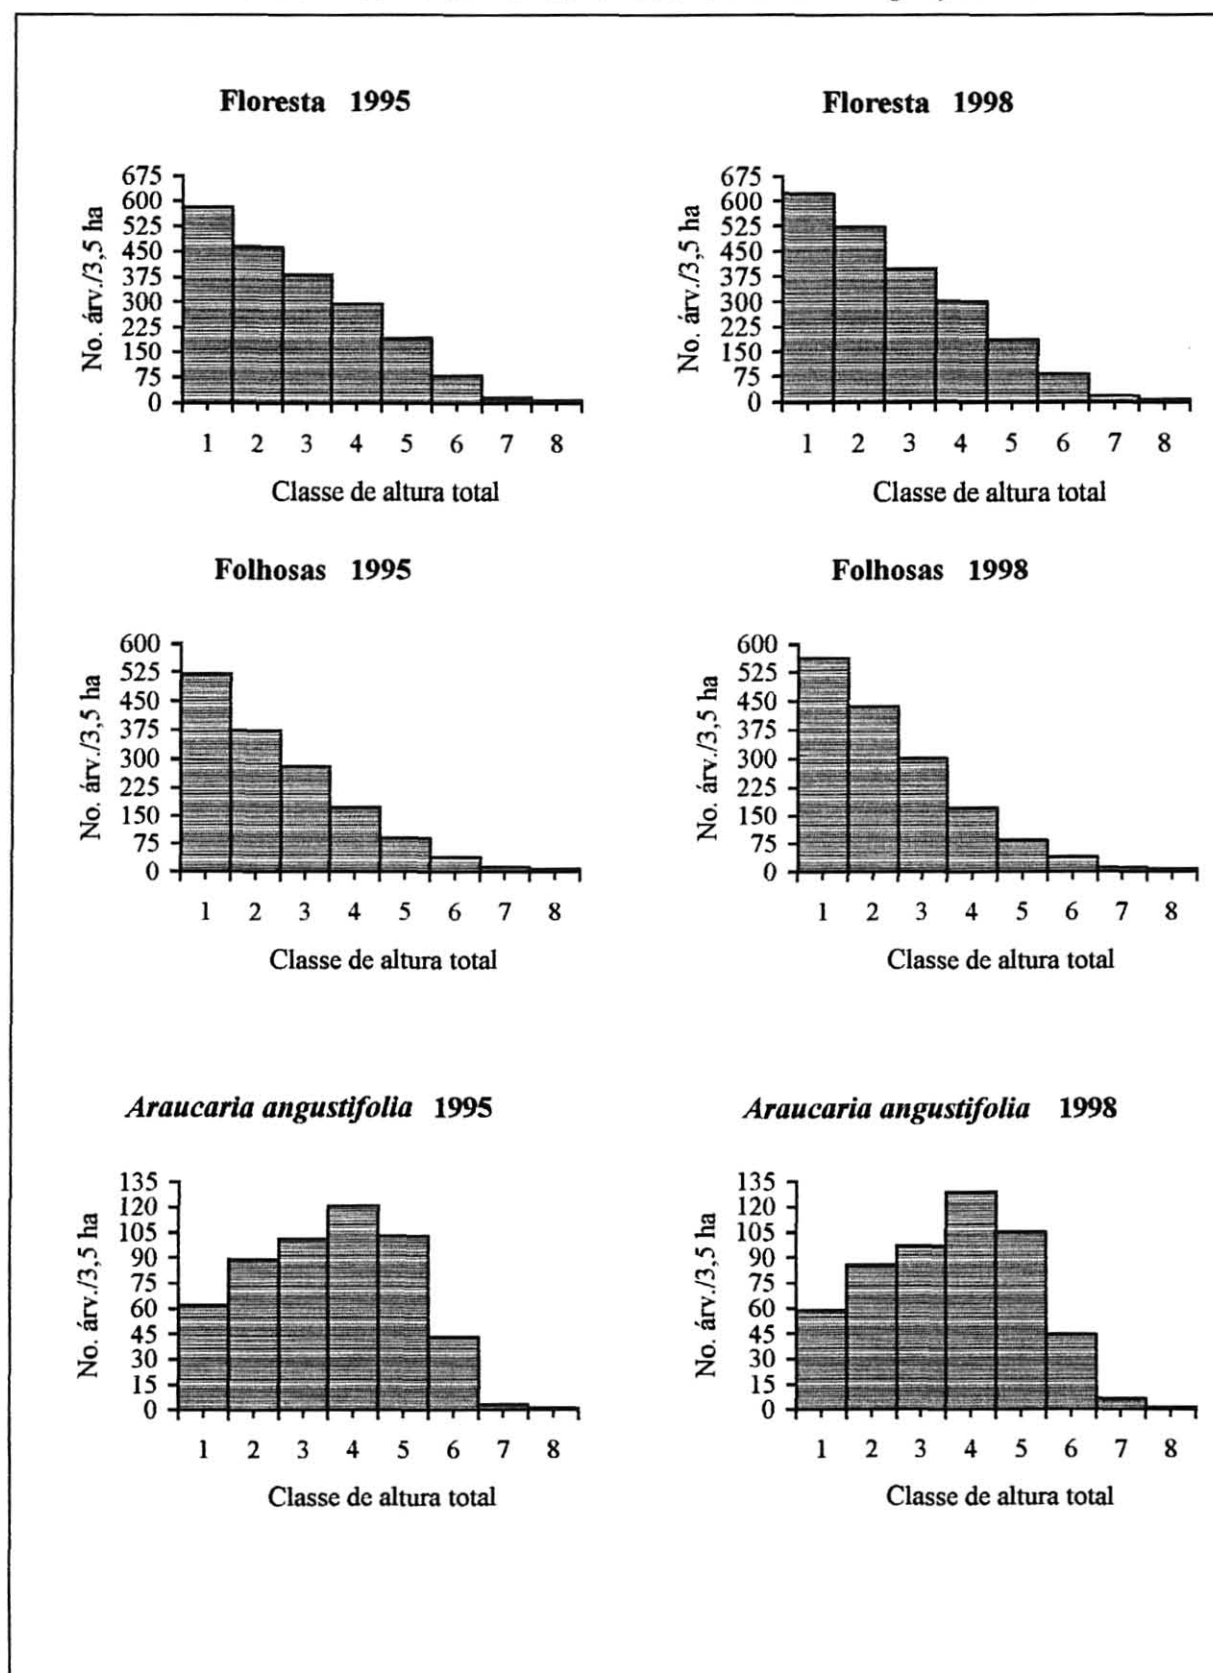 Floresta 1995
No. árv./3,5 ha
675
600
525
450
375
300
225
150
75
0
1 2 3 4 5 6 7 8
Classe de altura total
Floresta 1998
No. árv./3,5 ha
675
600
525
450
375
300
225
150
75
0
1 2 3 4 5 6 7 8
Classe de altura total
Folhosas 1995
No. árv./3,5 ha
600
525
450
375
300
225
150
75
0
1 2 3 4 5 6 7 8
Classe de altura total
Folhosas 1998
No. árv./3,5 ha
600
525
450
375
300
225
150
75
0
1 2 3 4 5 6 7 8
Classe de altura total
Araucaria angustifolia 1995
No. árv./3,5 ha
135
120
105
90
75
60
45
30
15
0
1 2 3 4 5 6 7 8
Classe de altura total
Araucaria angustifolia 1998
No. árv./3,5 ha
135
120
105
90
75
60
45
30
15
0
1 2 3 4 5 6 7 8
Classe de altura total